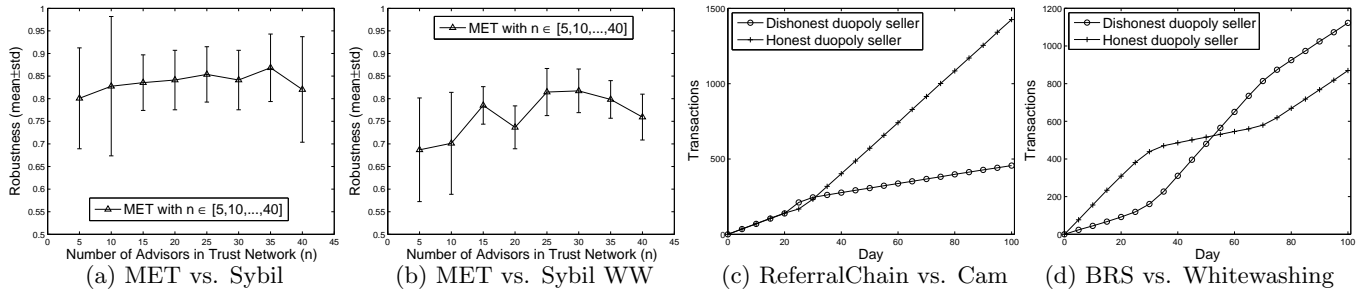 1
0.95
0.9
0.85
0.8
0.75
0.7
0.65
0.6
0.55
0.5
Robustness (mean±std)
MET with n ∈ [5,10,...,40]
0 5 10 15 20 25 30 35 40 45
Number of Advisors in Trust Network (n)
(a) MET vs. Sybil
1
0.95
0.9
0.85
0.8
0.75
0.7
0.65
0.6
0.55
0.5
Robustness (mean±std)
MET with n ∈ [5,10,...,40]
0 5 10 15 20 25 30 35 40 45
Number of Advisors in Trust Network (n)
(b) MET vs. Sybil WW
1500
1000
500
0
Transactions
Dishonest duopoly seller
Honest duopoly seller
0 20 40 60 80 100
Day
(c) ReferralChain vs. Cam
1200
1000
800
600
400
200
0
Transactions
Dishonest duopoly seller
Honest duopoly seller
0 20 40 60 80 100
Day
(d) BRS vs. Whitewashing